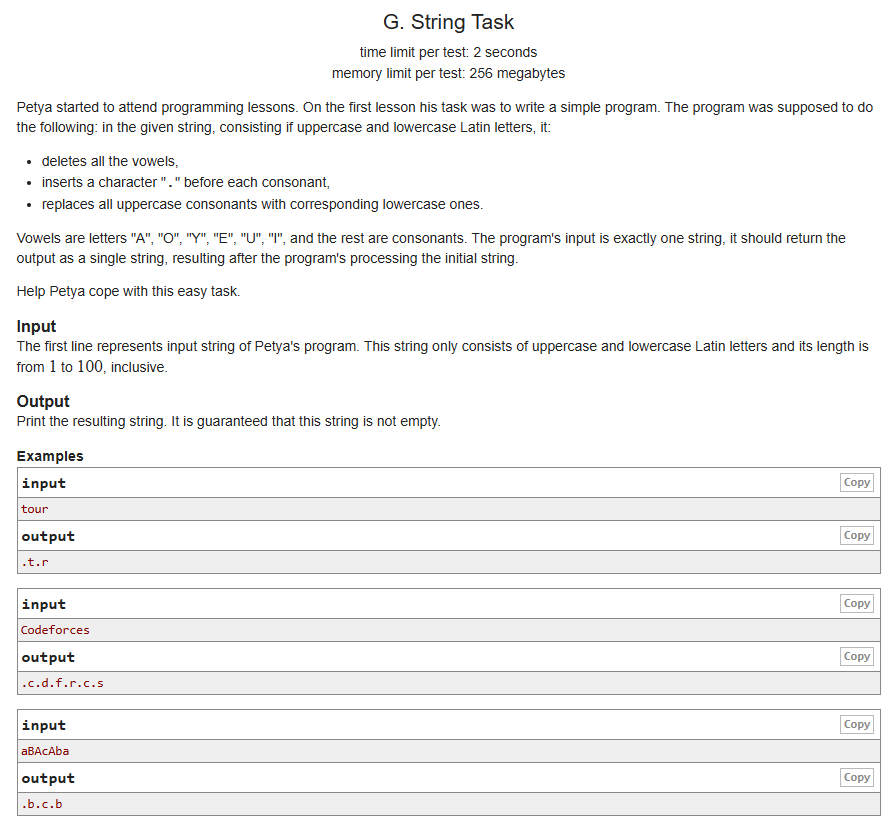 G. String Task
time limit per test: 2 seconds
memory limit per test: 256 megabytes
Petya started to attend programming lessons. On the first lesson his task was to write a simple program. The program was supposed to do
the following: in the given string, consisting if uppercase and lowercase Latin letters, it:
• deletes all the vowels,
• inserts a character "." before each consonant,
• replaces all uppercase consonants with corresponding lowercase ones.
Vowels are letters "A", "O", "Y", "E", "U", "I", and the rest are consonants. The program's input is exactly one string, it should return the
output as a single string, resulting after the program's processing the initial string.
Help Petya cope with this easy task.
Input
The first line represents input string of Petya's program. This string only consists of uppercase and lowercase Latin letters and its length is
from 1 to 100, inclusive.
Output
Print the resulting string. It is guaranteed that this string is not empty.
Examples
input Copy
tour
output Copy
.t.r
input Copy
Codeforces
output Copy
.c.d.f.r.c.s
input Copy
aBAcAba
output Copy
.b.c.b